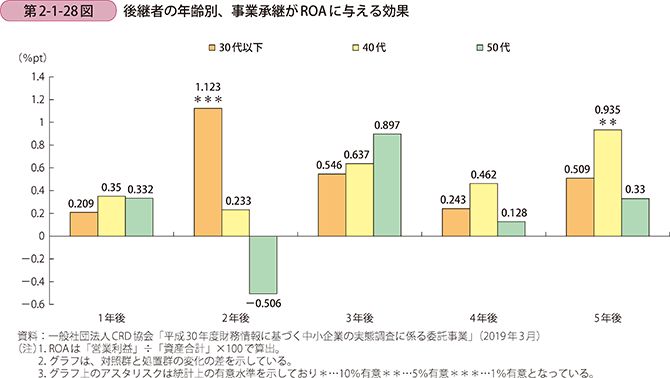 第2-1-28図 後継者の年齢別、事業承継がROAに与える効果
(%pt)
30代以下 40代 50代
1.4
1.2
1
0.8
0.6
0.4
0.2
0
−0.2
−0.4
−0.6
0.209 0.35 0.332
1.123
***
0.233
−0.506
0.546 0.637 0.897
0.243 0.462 0.128
0.509 0.935 0.33
**
1年後 2年後 3年後 4年後 5年後
資料：一般社団法人CRD協会「平成30年度財務情報に基づく中小企業の実態調査に係る委託事業」（2019年3月）
（注）1. ROAは「営業利益」÷「資産合計」×100で算出。
2. グラフは、対照群と処置群の変化の差を示している。
3. グラフ上のアスタリスクは統計上の有意水準を示しており＊…10%有意＊＊…5%有意＊＊＊…1%有意となっている。